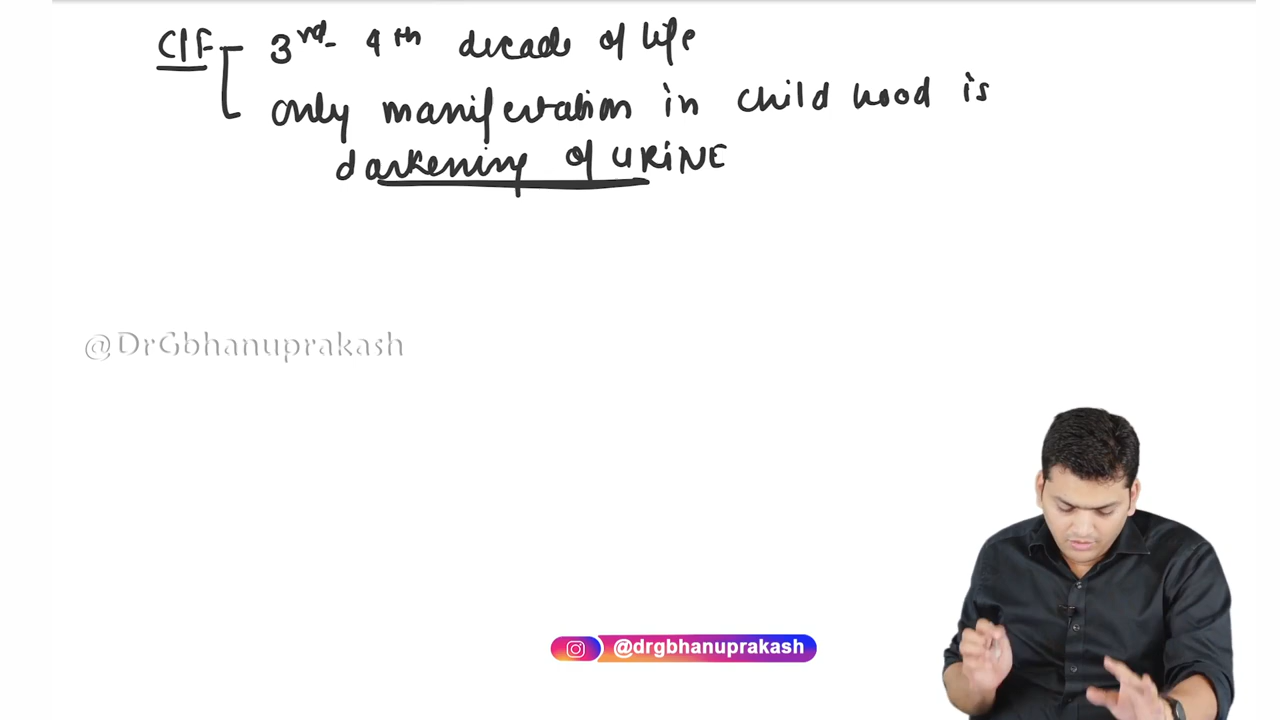 C/F 3rd- 4th decade of life
only manifestation in child hood is
darkening of URINE
@DrGbhanuprakash
@drgbhanuprakash